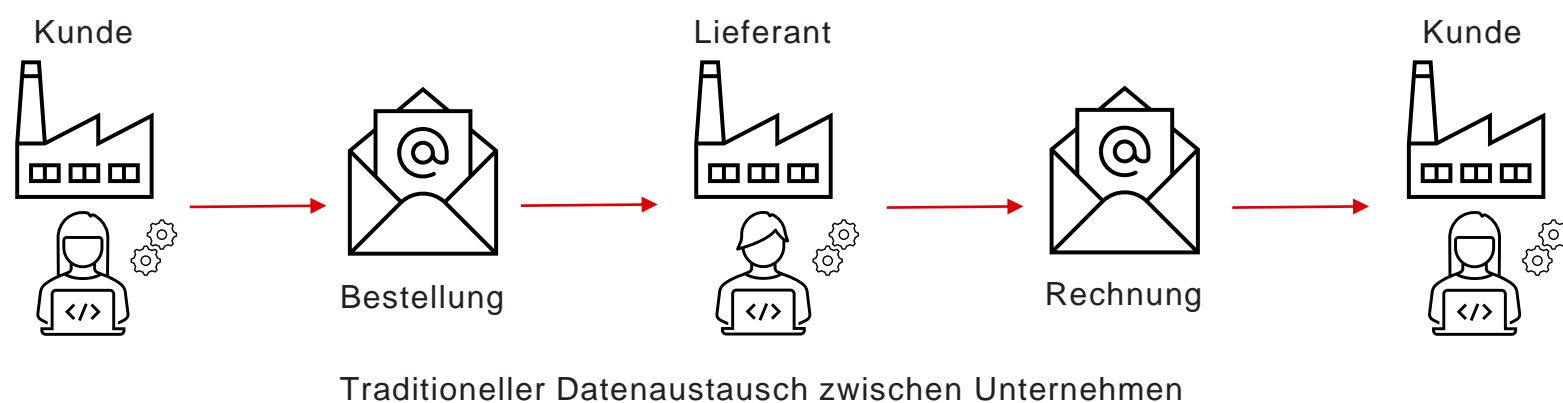 Kunde
Lieferant
Kunde
@
@
Bestellung
Rechnung
</>
</>
</>
Traditioneller Datenaustausch zwischen Unternehmen